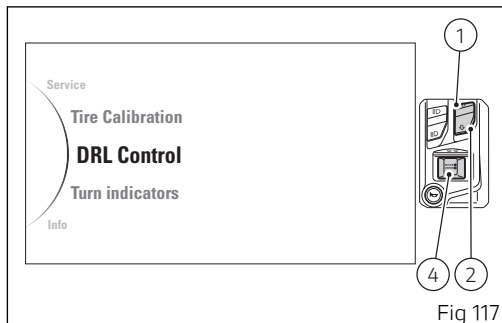 Service
Tire Calibration
DRL Control
Turn indicators
Info
1
4
2
Fig 117